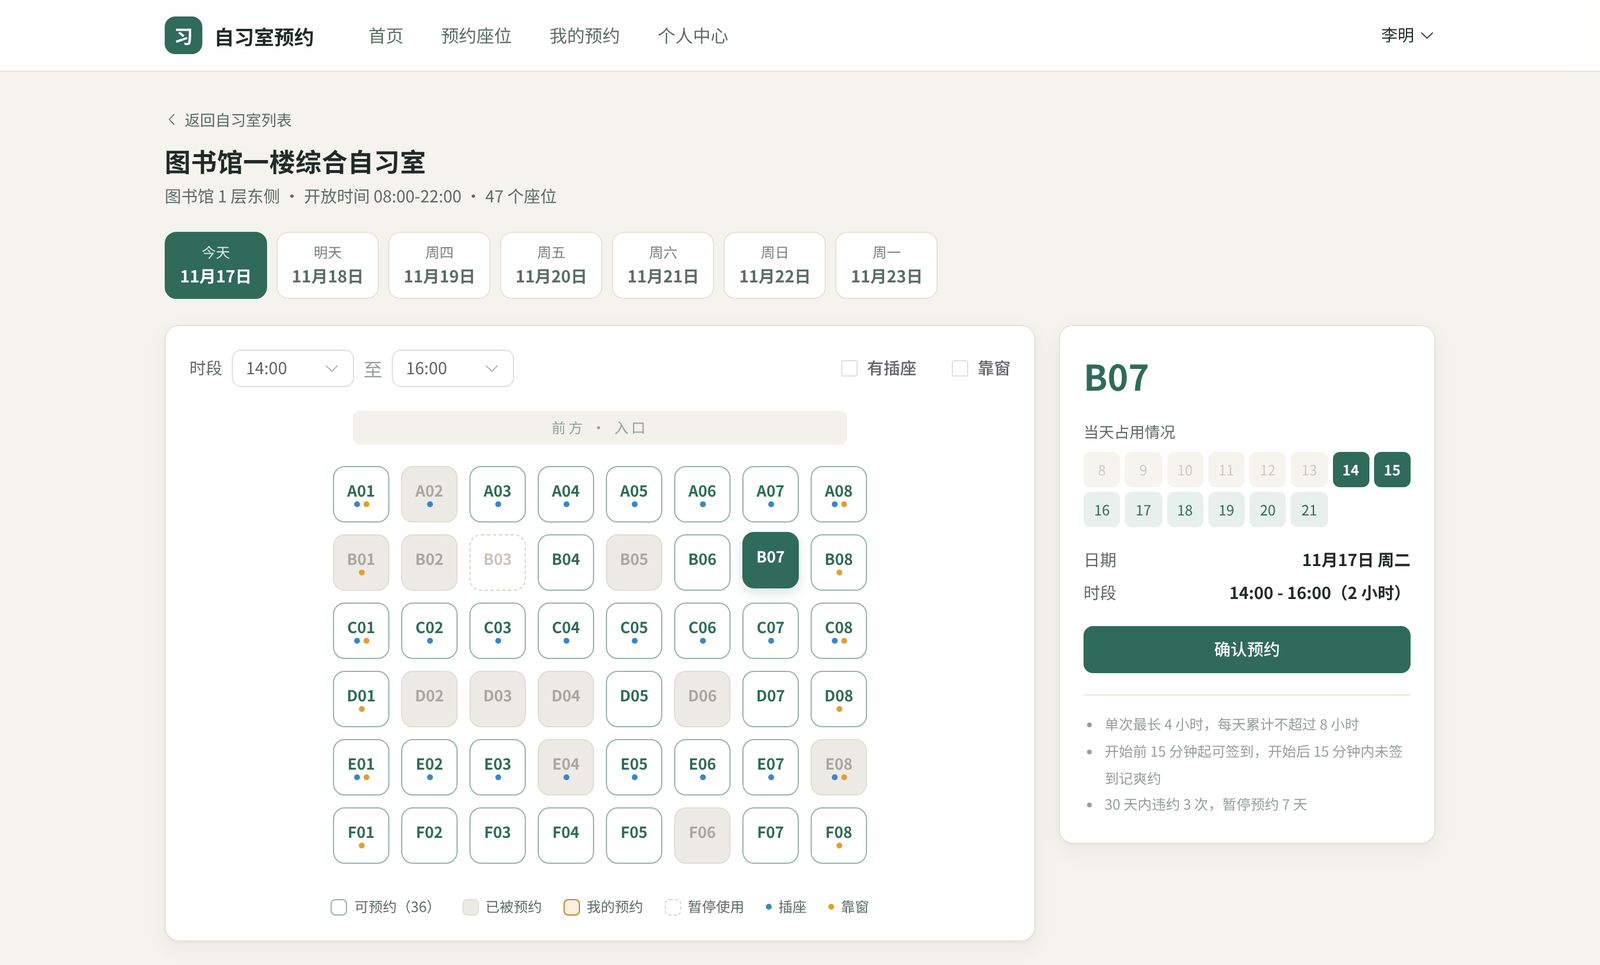 习 自习室预约 首页 预约座位 我的预约 个人中心 李明
返回自习室列表
图书馆一楼综合自习室
图书馆 1 层东侧 · 开放时间 08:00-22:00 · 47 个座位
今天 明天 周四 周五 周六 周日 周一
11月17日 11月18日 11月19日 11月20日 11月21日 11月22日 11月23日
时段 14:00 至 16:00 有插座 靠窗
前方 · 入口
A01 A02 A03 A04 A05 A06 A07 A08
B01 B02 B03 B04 B05 B06 B07 B08
C01 C02 C03 C04 C05 C06 C07 C08
D01 D02 D03 D04 D05 D06 D07 D08
E01 E02 E03 E04 E05 E06 E07 E08
F01 F02 F03 F04 F05 F06 F07 F08
可预约（36） 已被预约 我的预约 暂停使用 插座 靠窗
B07
当天占用情况
8 9 10 11 12 13 14 15
16 17 18 19 20 21
日期 11月17日 周二
时段 14:00 - 16:00（2 小时）
确认预约
单次最长 4 小时，每天累计不超过 8 小时
开始前 15 分钟起可签到，开始后 15 分钟内未签
到记爽约
30 天内违约 3 次，暂停预约 7 天